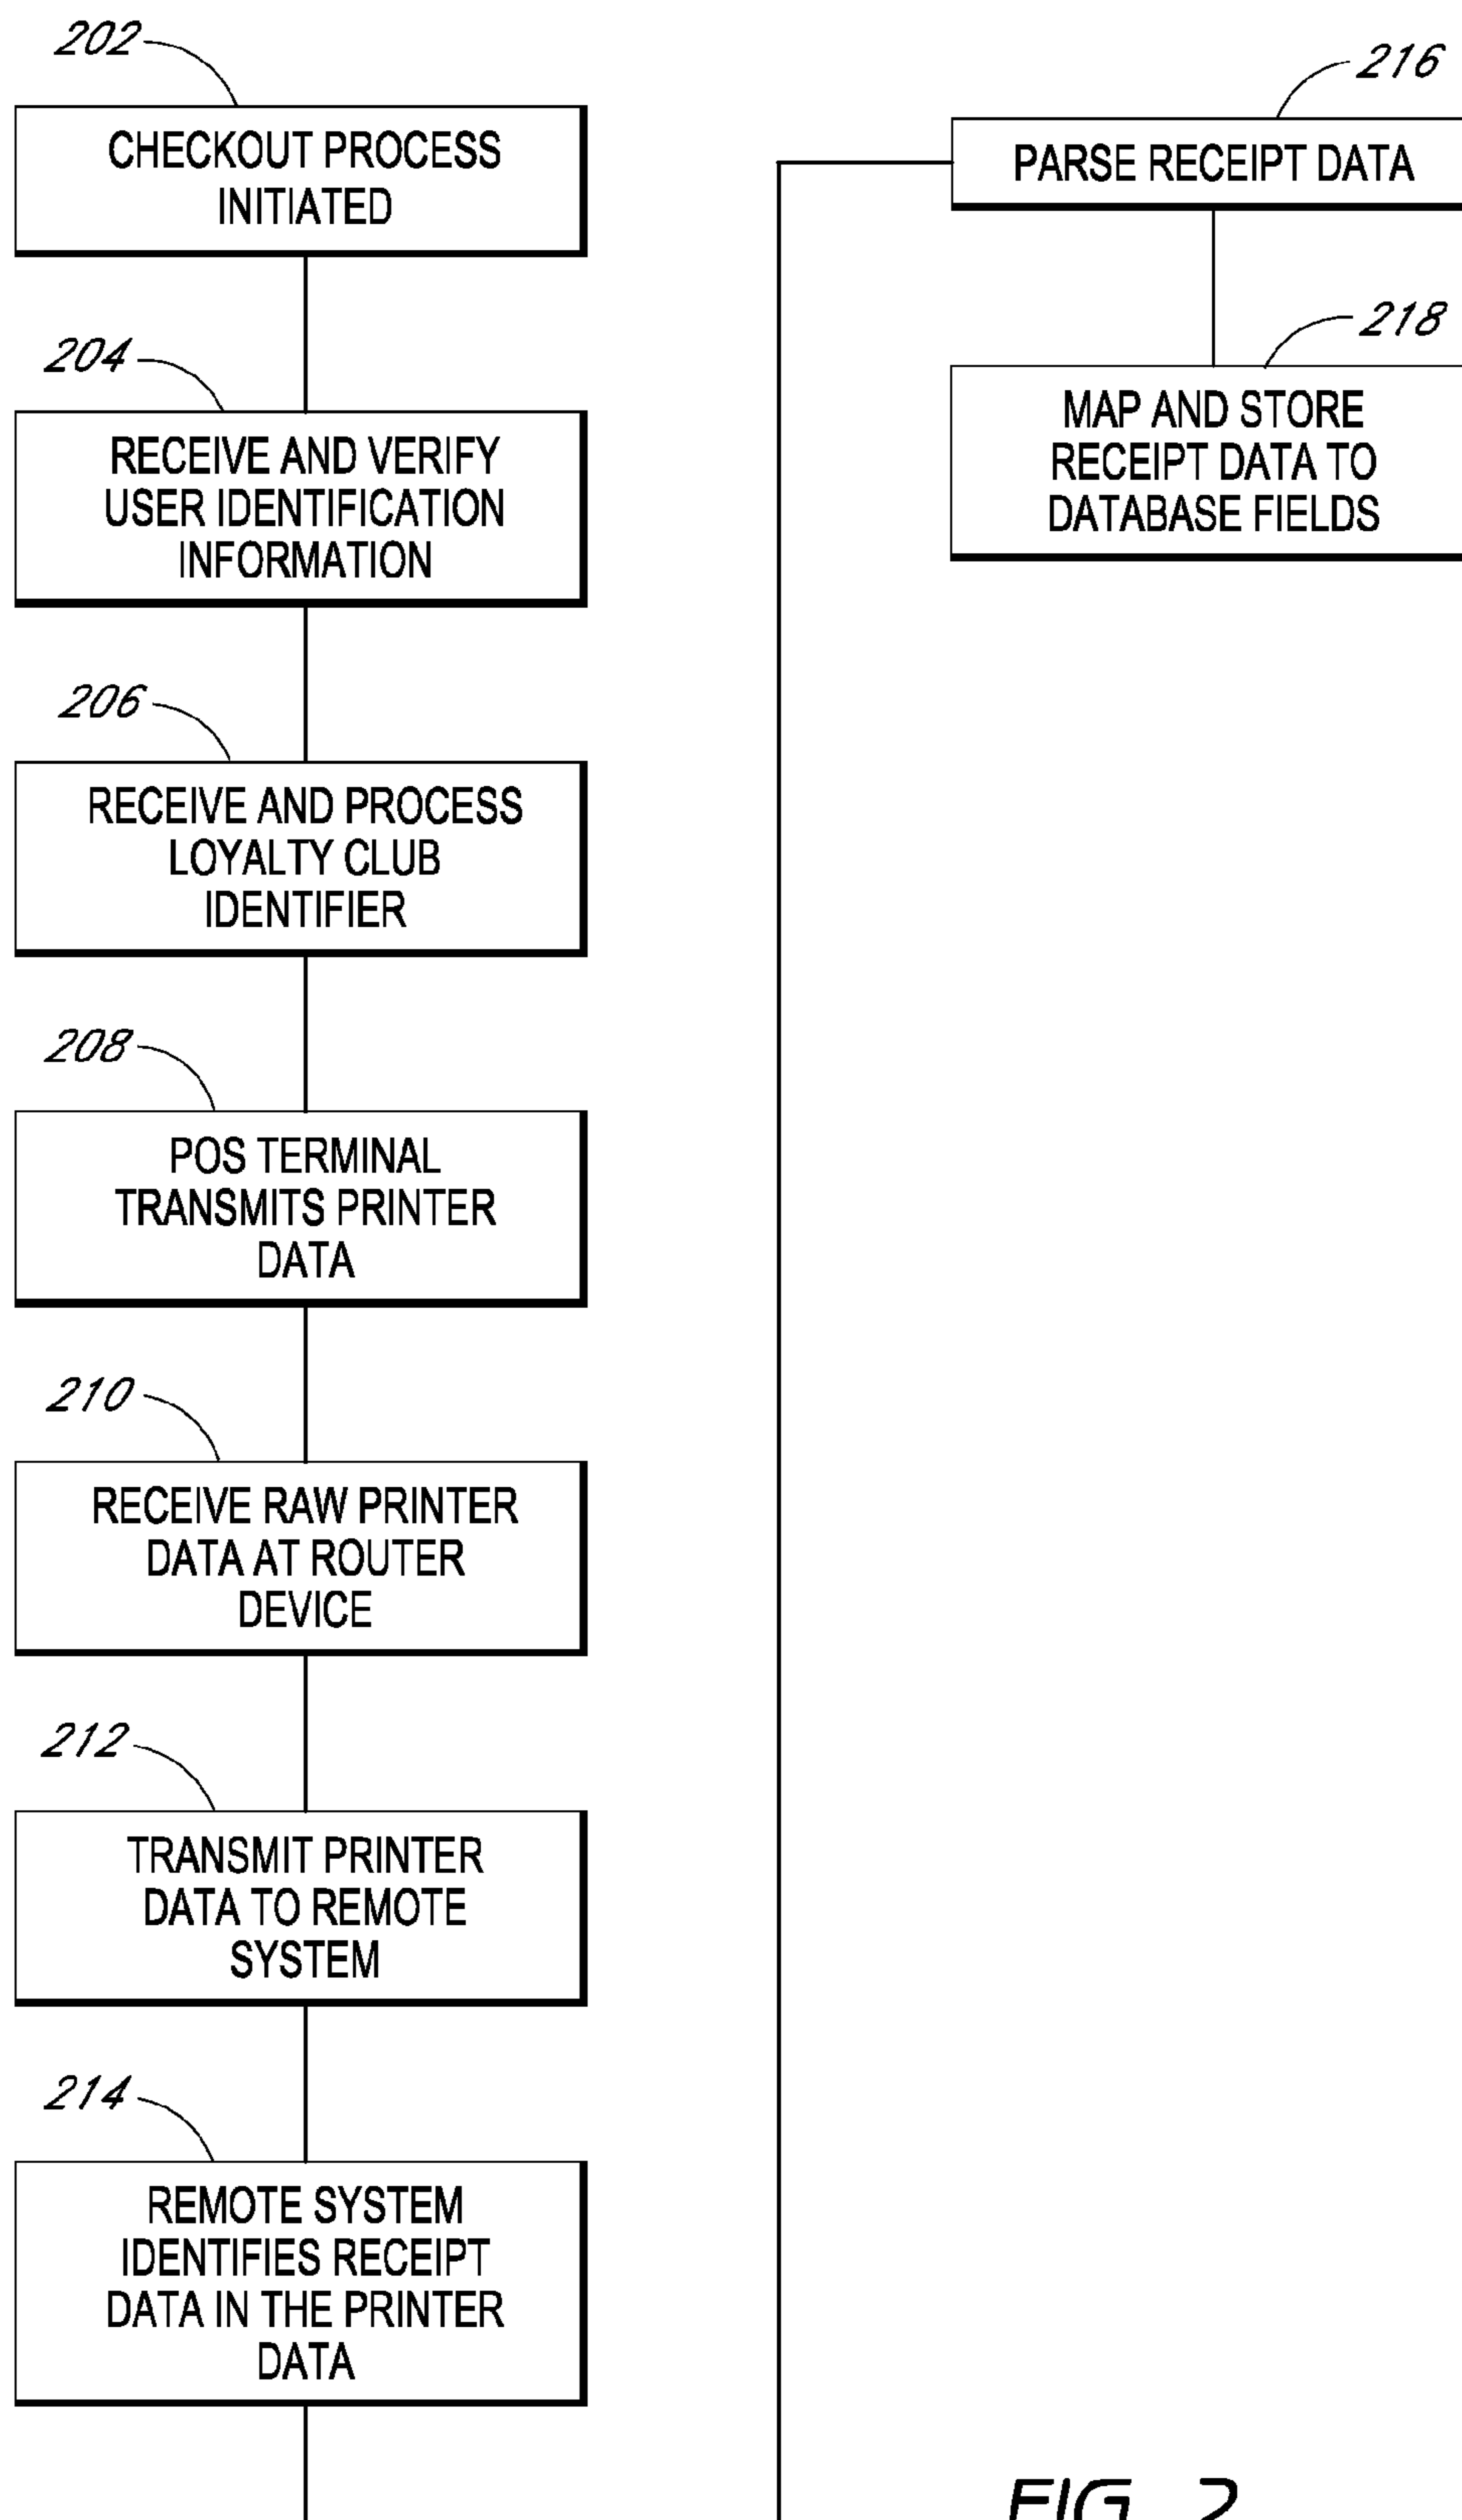 202
CHECKOUT PROCESS
INITIATED
204
RECEIVE AND VERIFY
USER IDENTIFICATION
INFORMATION
206
RECEIVE AND PROCESS
LOYALTY CLUB
IDENTIFIER
208
POS TERMINAL
TRANSMITS PRINTER
DATA
210
RECEIVE RAW PRINTER
DATA AT ROUTER
DEVICE
212
TRANSMIT PRINTER
DATA TO REMOTE
SYSTEM
214
REMOTE SYSTEM
IDENTIFIES RECEIPT
DATA IN THE PRINTER
DATA
216
PARSE RECEIPT DATA
218
MAP AND STORE
RECEIPT DATA TO
DATABASE FIELDS
FIG. 2